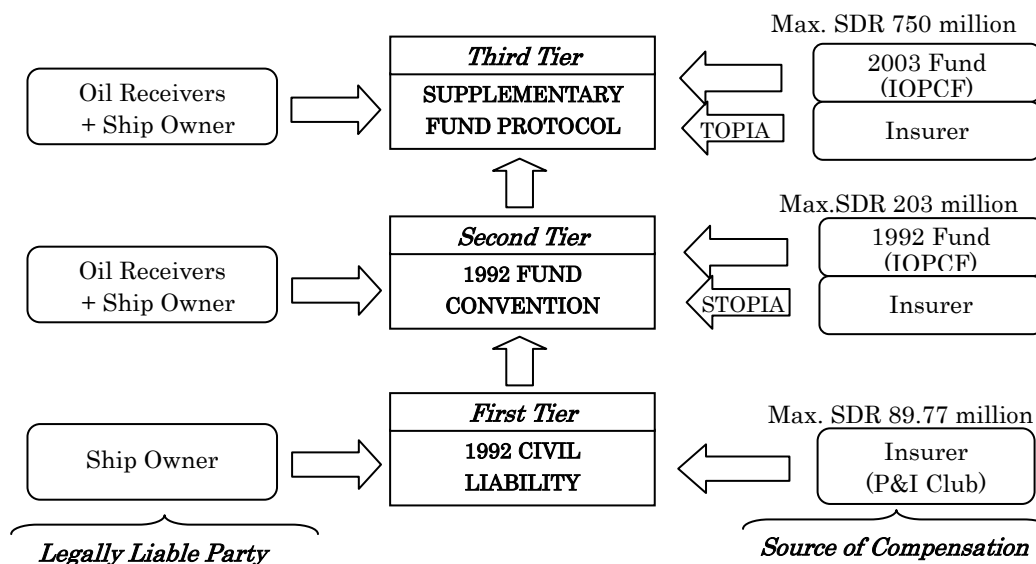 Max. SDR 750 million
Third Tier
SUPPLEMENTARY
FUND PROTOCOL
Oil Receivers
+ Ship Owner
2003 Fund
(IOPCF)
TOPIA
Insurer
Max.SDR 203 million
Second Tier
1992 FUND
CONVENTION
Oil Receivers
+ Ship Owner
1992 Fund
(IOPCF)
STOPIA
Insurer
First Tier
1992 CIVIL
LIABILITY
Max. SDR 89.77 million
Ship Owner
Insurer
(P&I Club)
Legally Liable Party
Source of Compensation